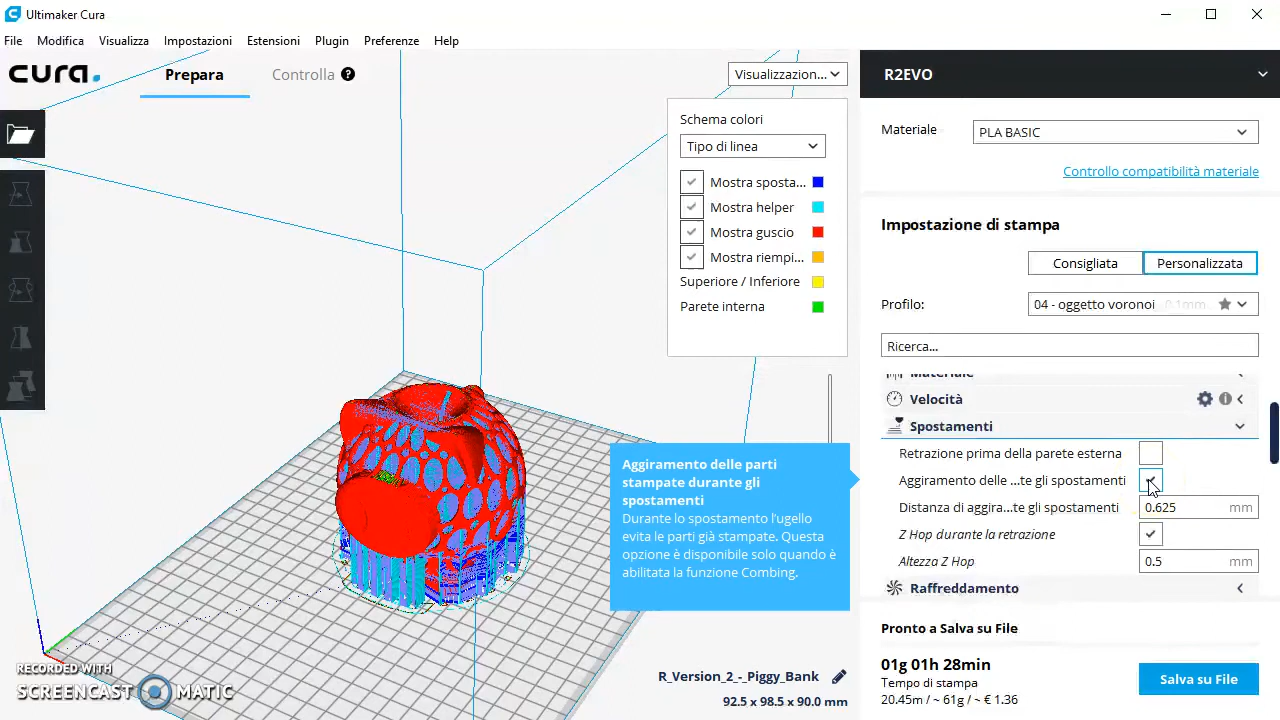 Ultimaker Cura
File Modifica Visualizza Impostazioni Estensioni Plugin Preferenze Help
cura. Prepara Controlla ?
Visualizzazion...
R2EVO
Schema colori
Tipo di linea
Mostra sposta...
Mostra helper
Mostra guscio
Mostra riempi...
Superiore / Inferiore
Parete interna
Materiale PLA BASIC
Controllo compatibilità materiale
Impostazione di stampa
Consigliata Personalizzata
Profilo: 04 - oggetto voronoi 0.1mm
Ricerca...
Materiale
Velocità
Spostamenti
Retrazione prima della parete esterna
Aggiramento delle ...te gli spostamenti
Distanza di aggira...te gli spostamenti 0.625 mm
Z Hop durante la retrazione
Altezza Z Hop 0.5 mm
Raffreddamento
Aggiramento delle parti
stampate durante gli
spostamenti
Durante lo spostamento l'ugello
evita le parti già stampate. Questa
opzione è disponibile solo quando è
abilitata la funzione Combing.
Pronto a Salva su File
01g 01h 28min
Tempo di stampa
20.45m / ~ 61g / ~ € 1.36
Salva su File
R_Version_2_-_Piggy_Bank
92.5 x 98.5 x 90.0 mm
RECORDED WITH
SCREENCAST MATIC